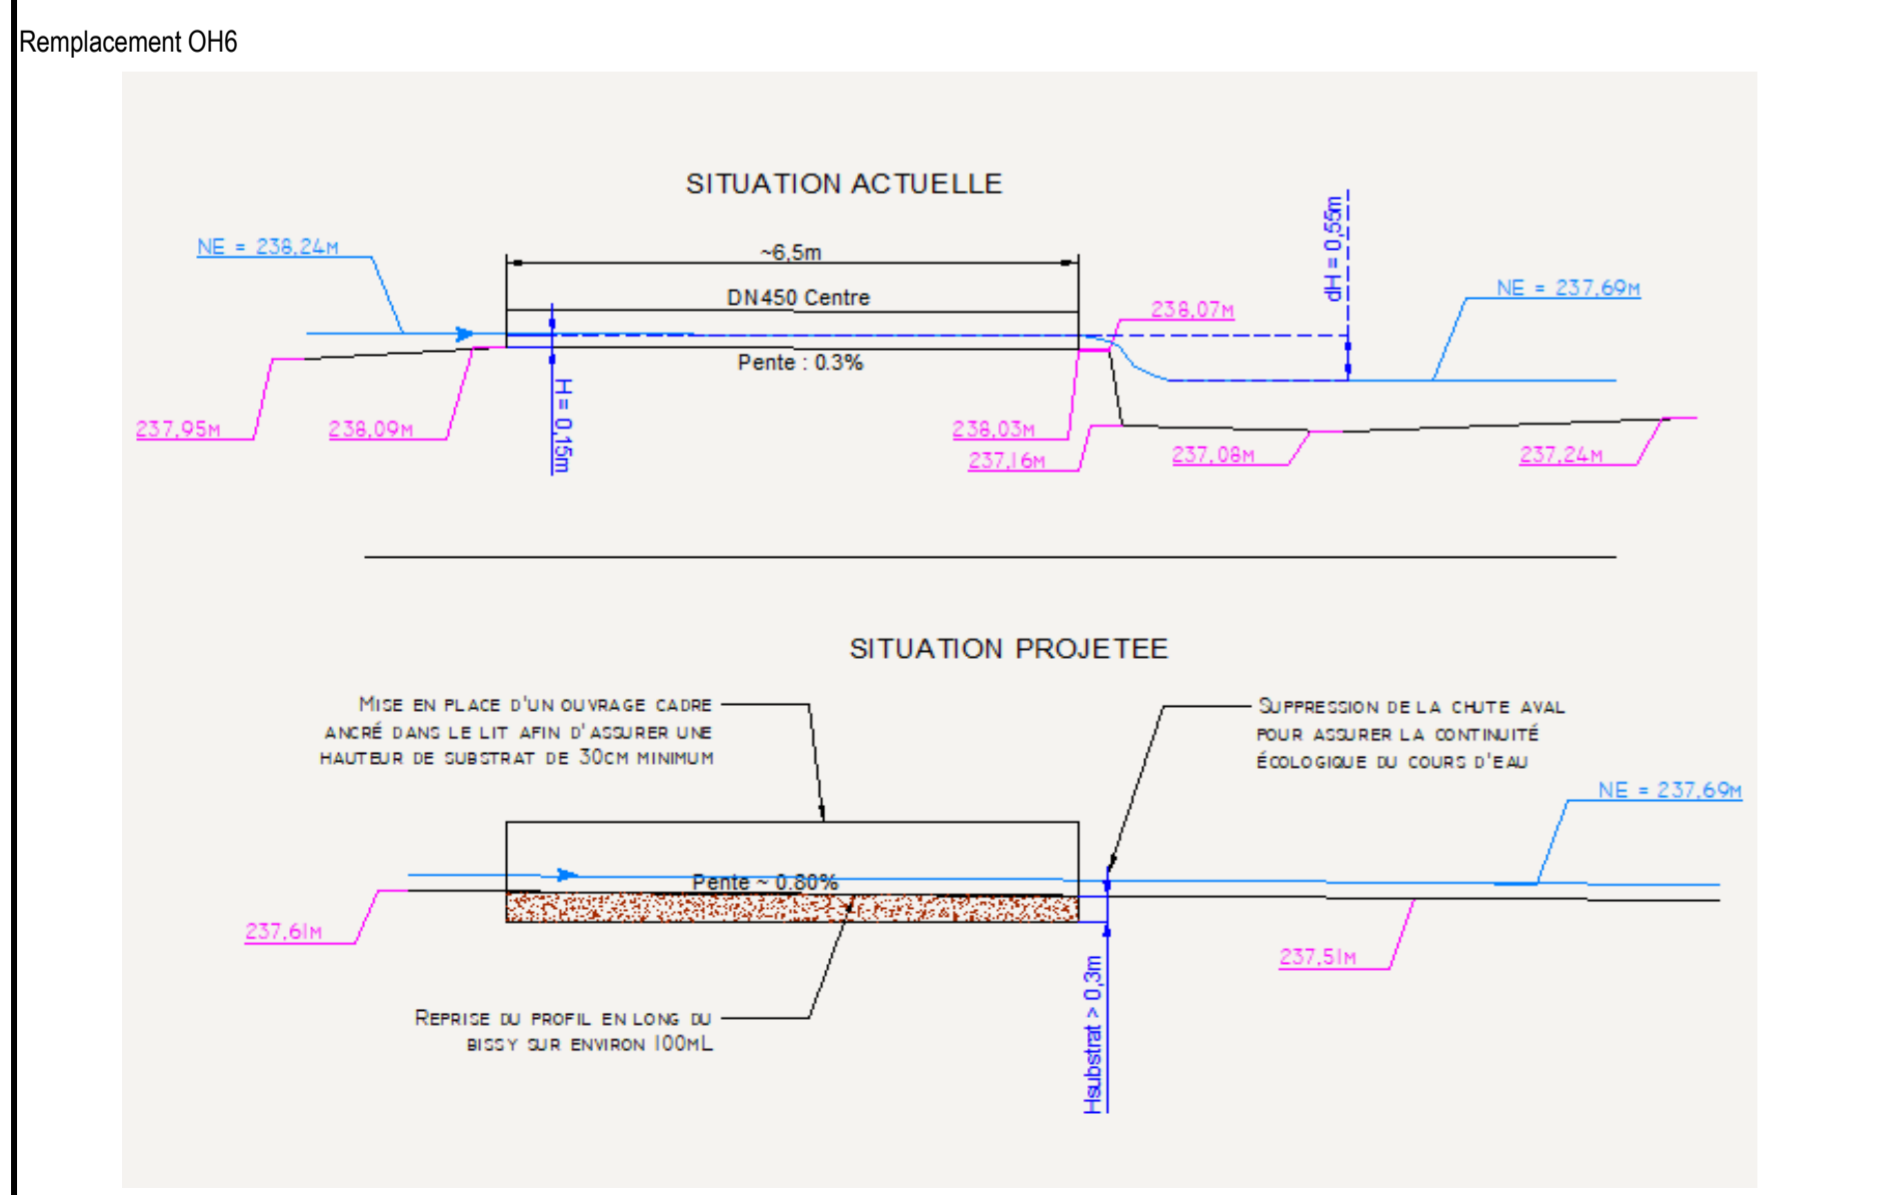 Remplacement OH6
SITUATION ACTUELLE
NE = 238,24M
~6,5m
DN450 Centre
dH = 0,55m
NE = 237,69M
238,07M
Pente : 0.3%
H = 0,15m
237,95M
238,09M
238,03M
237,16M
237,08M
237,24M
SITUATION PROJETEE
MISE EN PLACE D'UN OUVRAGE CADRE
ANCRÉ DANS LE LIT AFIN D'ASSURER UNE
HAUTEUR DE SUBSTRAT DE 30CM MINIMUM
SUPPRESSION DE LA CHUTE AVAL
POUR ASSURER LA CONTINUITÉ
ÉCOLOGIQUE DU COURS D'EAU
NE = 237,69M
Pente ~ 0.80%
237,61M
237,51M
Hsubstrat > 0,3m
REPRISE DU PROFIL EN LONG DU
BISSY SUR ENVIRON 100ML